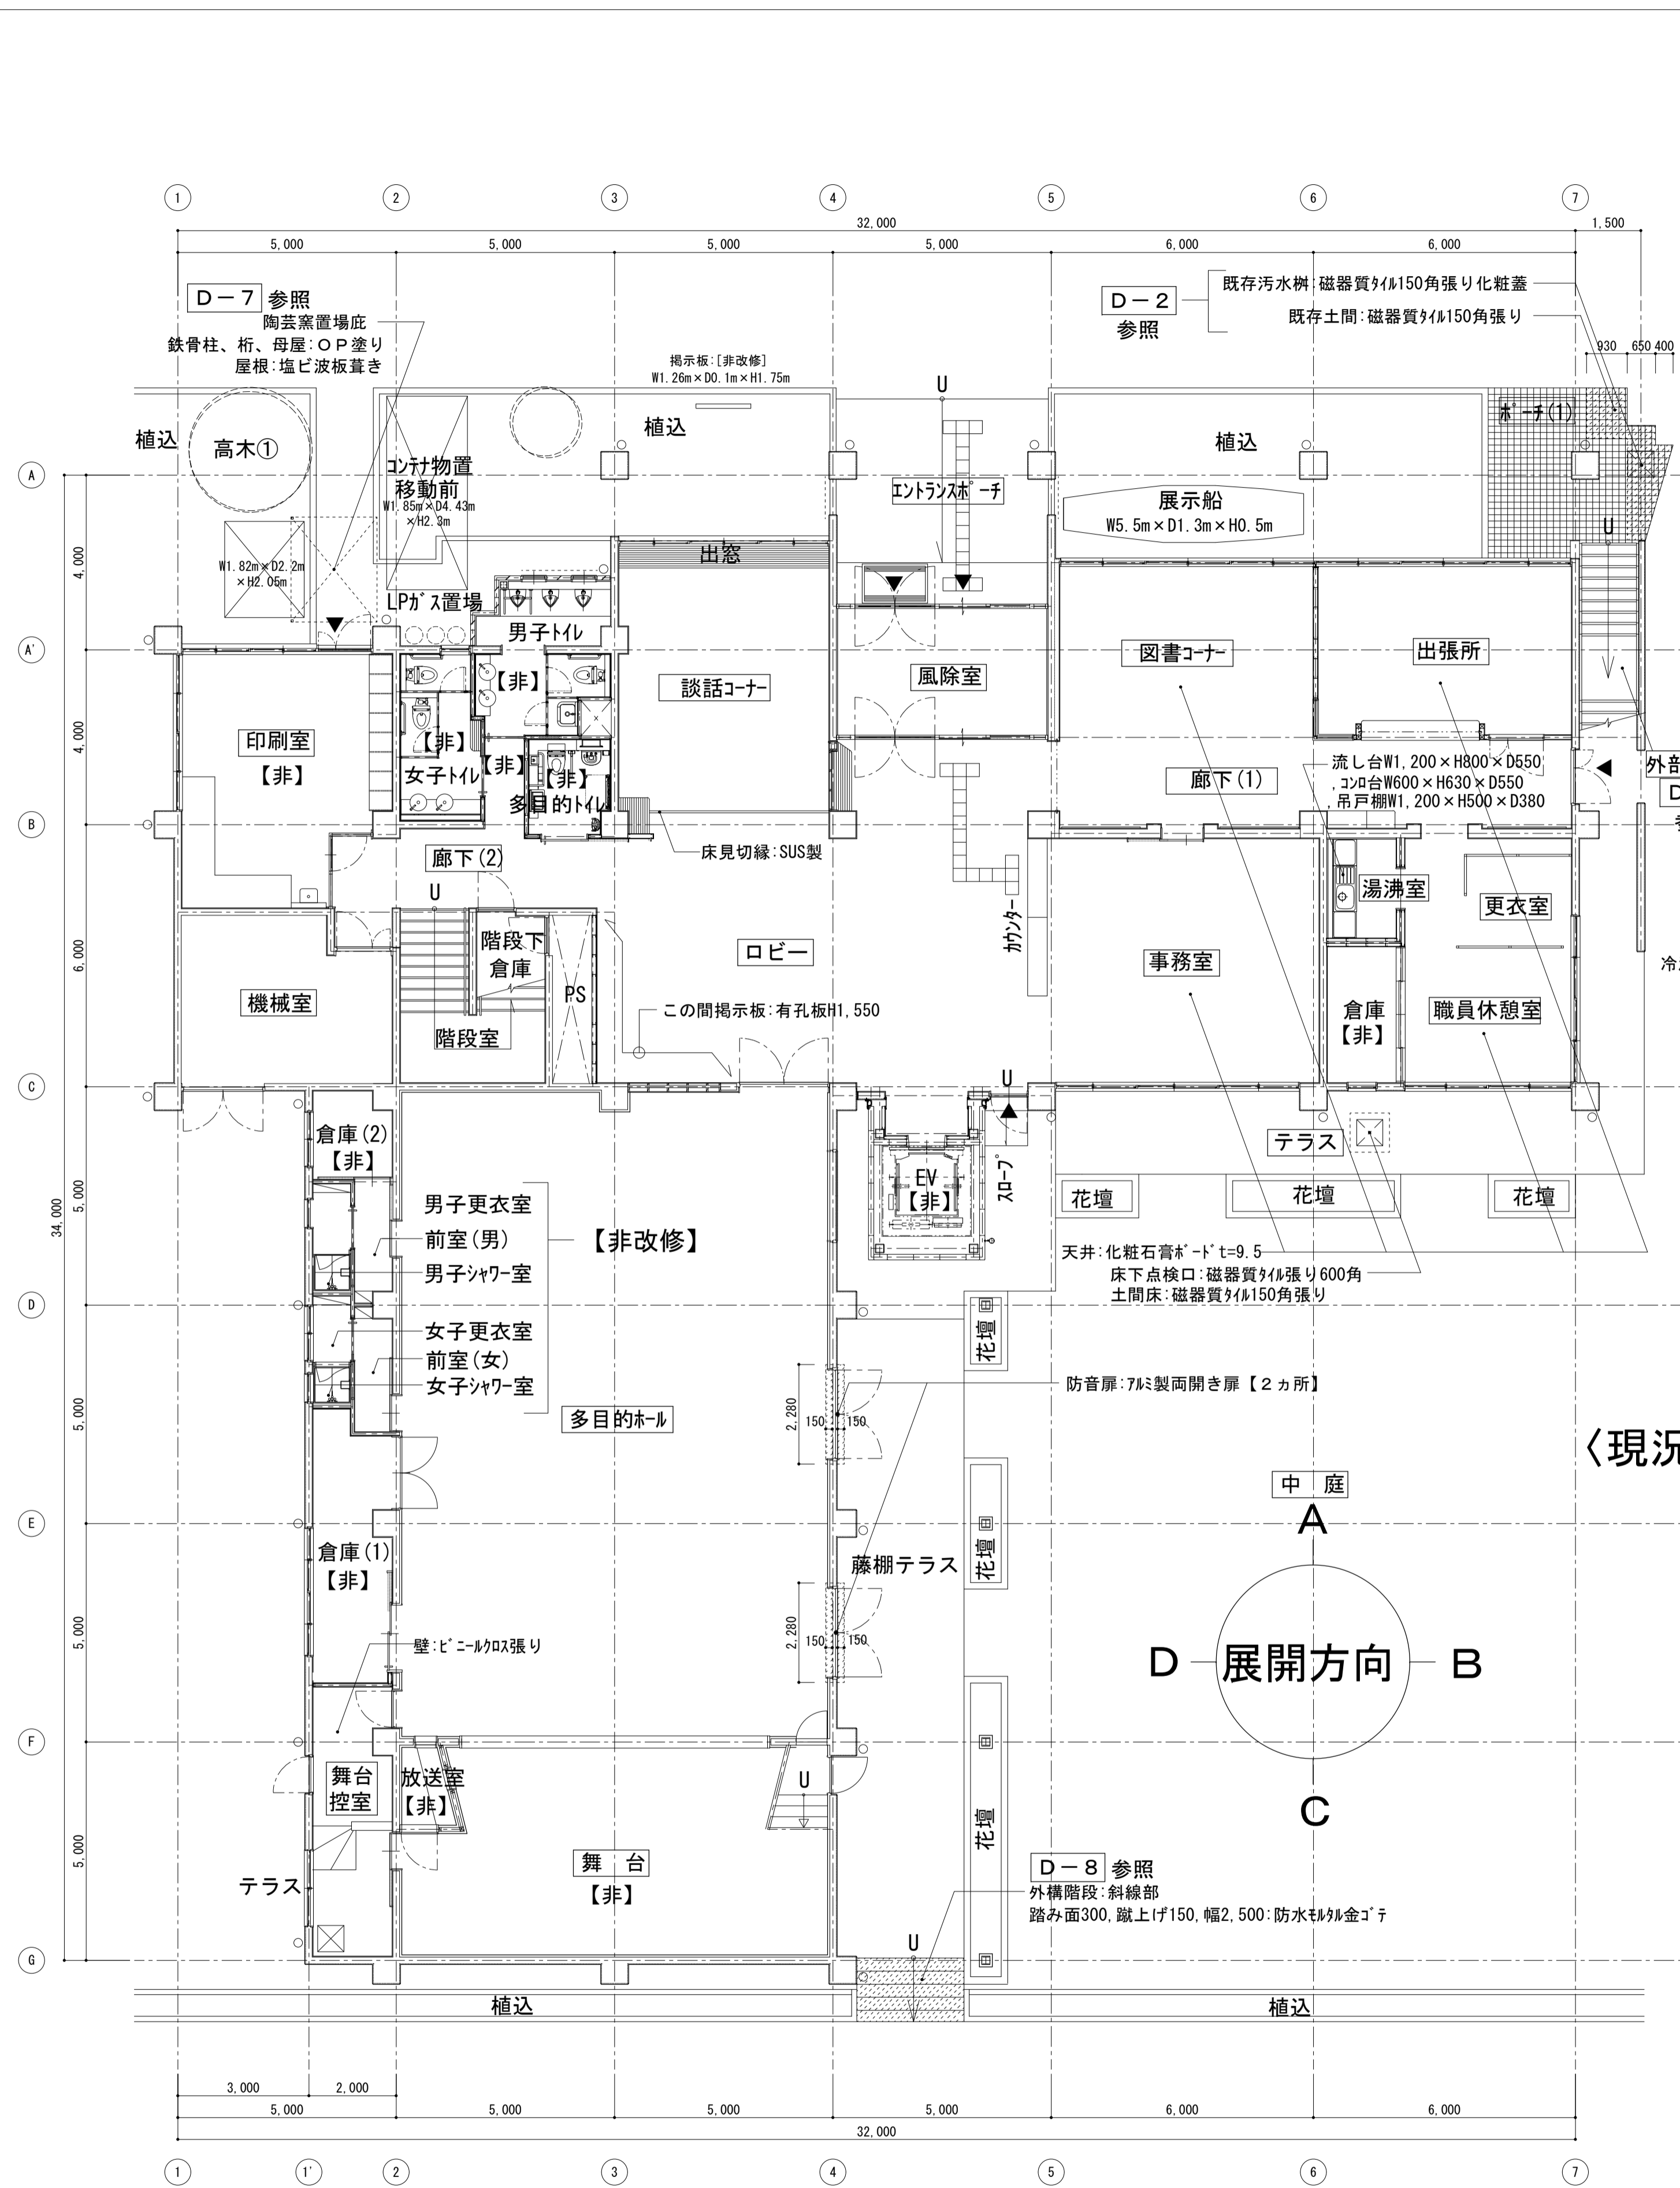 1 2 3 4 5 6 7
32,000 1,500
5,000 5,000 5,000 5,000 6,000 6,000
D－7 参照
陶芸窯置場庇
鉄骨柱、桁、母屋:ＯＰ塗り
屋根:塩ビ波板葺き
D－2
参照
既存汚水桝:磁器質ﾀｲﾙ150角張り化粧蓋
既存土間:磁器質ﾀｲﾙ150角張り
930 650 400
掲示板:[非改修]
W1.26m×D0.1m×H1.75m
U
植込
高木①
植込
植込
ﾎﾟｰﾁ(1)
A
ｺﾝﾃﾅ物置
移動前
W1.85m×D4.43m
×H2.3m
ｴﾝﾄﾗﾝｽﾎﾟｰﾁ
展示船
W5.5m×D1.3m×H0.5m
U
4,000
W1.82m×D2.2m
×H2.05m
出窓
LPｶﾞｽ置場
男子ﾄｲﾚ
A'
【非】
談話ｺｰﾅｰ
風除室
図書ｺｰﾅｰ
出張所
4,000
印刷室
【非】
【非】
女子ﾄｲﾚ
【非】
【非】
多目的ﾄｲﾚ
廊下(1)
流し台W1,200×H800×D550
,ｺﾝﾛ台W600×H630×D550
,吊戸棚W1,200×H500×D380
外部
B
床見切縁:SUS製
廊下(2)
U
湯沸室
更衣室
6,000
階段下
倉庫
PS
ロビー
ｶｳﾝﾀｰ
事務室
冷
機械室
階段室
この間掲示板:有孔板H1,550
倉庫
【非】
職員休憩室
C
U
倉庫(2)
【非】
EV
【非】
ｽﾛｰﾌﾟ
テラス
花壇
花壇
花壇
5,000
34,000
男子更衣室
前室(男)
男子ｼｬﾜｰ室
【非改修】
天井:化粧石膏ﾎﾞｰﾄﾞt=9.5
床下点検口:磁器質ﾀｲﾙ張り600角
土間床:磁器質ﾀｲﾙ150角張り
D
女子更衣室
前室(女)
女子ｼｬﾜｰ室
花壇
防音扉:ｱﾙﾐ製両開き扉【２ヵ所】
5,000
多目的ﾎｰﾙ
2,280
150 150
〈現況
中　庭
E
倉庫(1)
【非】
藤棚テラス
花壇
A
D 展開方向 B
C
5,000
2,280
150 150
壁:ﾋﾞﾆｰﾙｸﾛｽ張り
F
舞台
控室
放送室
【非】
U
花壇
5,000
テラス
舞　台
【非】
D－8 参照
外構階段:斜線部
踏み面300,蹴上げ150,幅2,500:防水ﾓﾙﾀﾙ金ｺﾞﾃ
G
U
植込
植込
3,000 2,000
5,000 5,000 5,000 5,000 6,000 6,000
32,000
1 1' 2 3 4 5 6 7